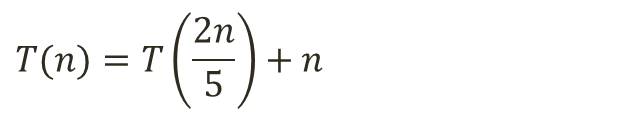 T(n) = T(2n/5) + n